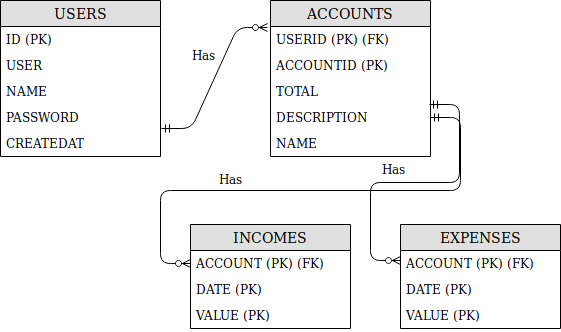 USERS
ID (PK)
USER
NAME
PASSWORD
CREATEDAT
Has
ACCOUNTS
USERID (PK) (FK)
ACCOUNTID (PK)
TOTAL
DESCRIPTION
NAME
Has
Has
INCOMES
ACCOUNT (PK) (FK)
DATE (PK)
VALUE (PK)
EXPENSES
ACCOUNT (PK) (FK)
DATE (PK)
VALUE (PK)